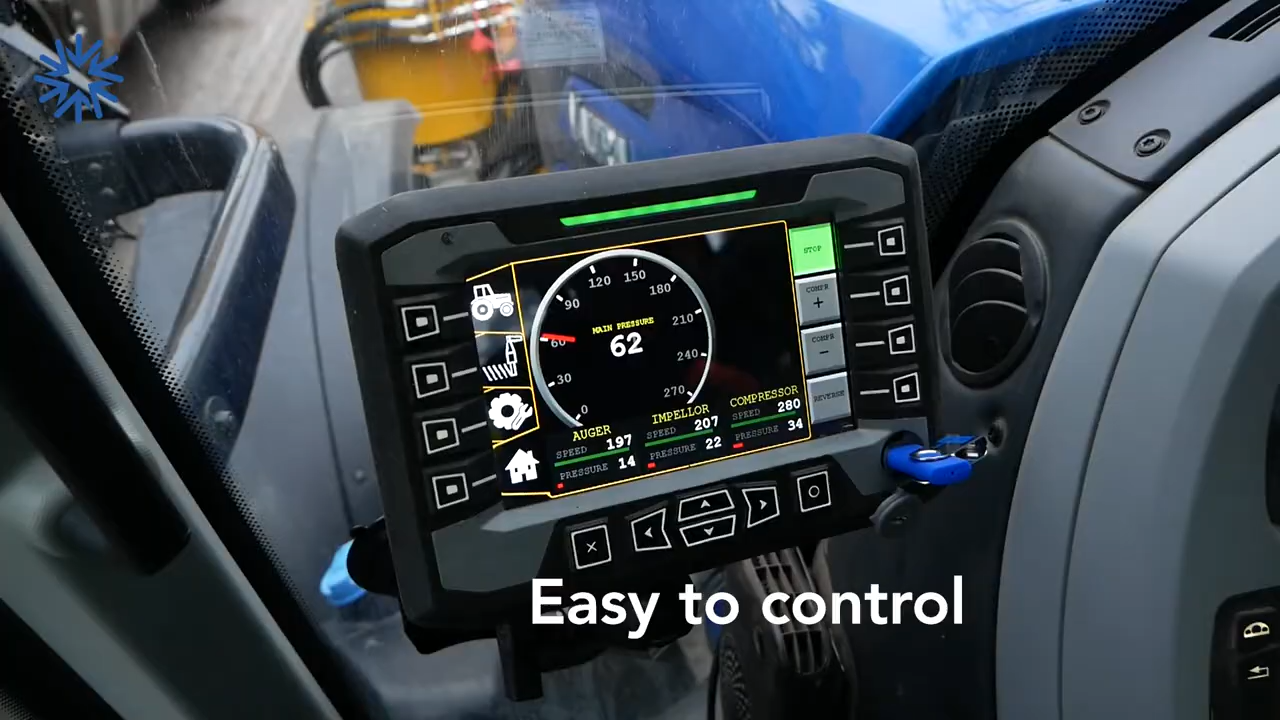 STOP
120 150
90 180
MAIN PRESSURE
60 62 210
240
30 270
0
COMPR
+
COMPR
-
REVERSE
AUGER IMPELLOR COMPRESSOR
SPEED 197 SPEED 207 SPEED 280
PRESSURE 14 PRESSURE 22 PRESSURE 34
Easy to control